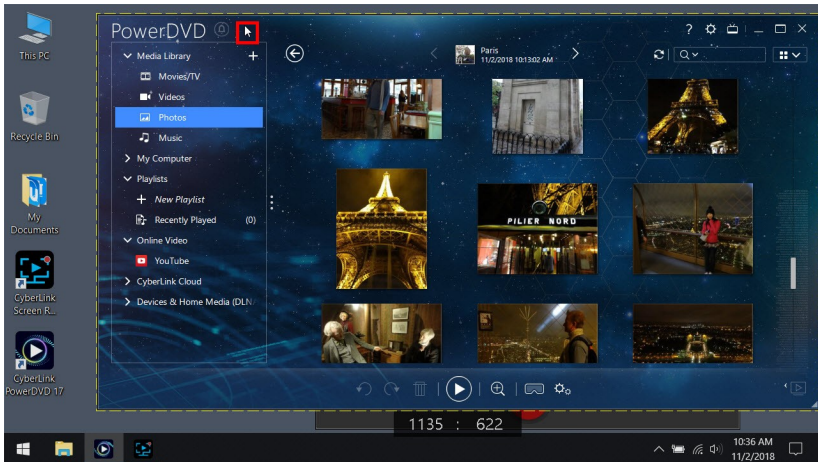 This PC
Recycle Bin
My
Documents
CyberLink
Screen R...
CyberLink
PowerDVD 17
PowerDVD
Media Library
Movies/TV
Videos
Photos
Music
My Computer
Playlists
New Playlist
Recently Played (0)
Online Video
YouTube
CyberLink Cloud
Devices & Home Media (DLN
Paris
11/2/2018 10:13:02 AM
PILIER NORD
1135 : 622
10:36 AM
11/2/2018